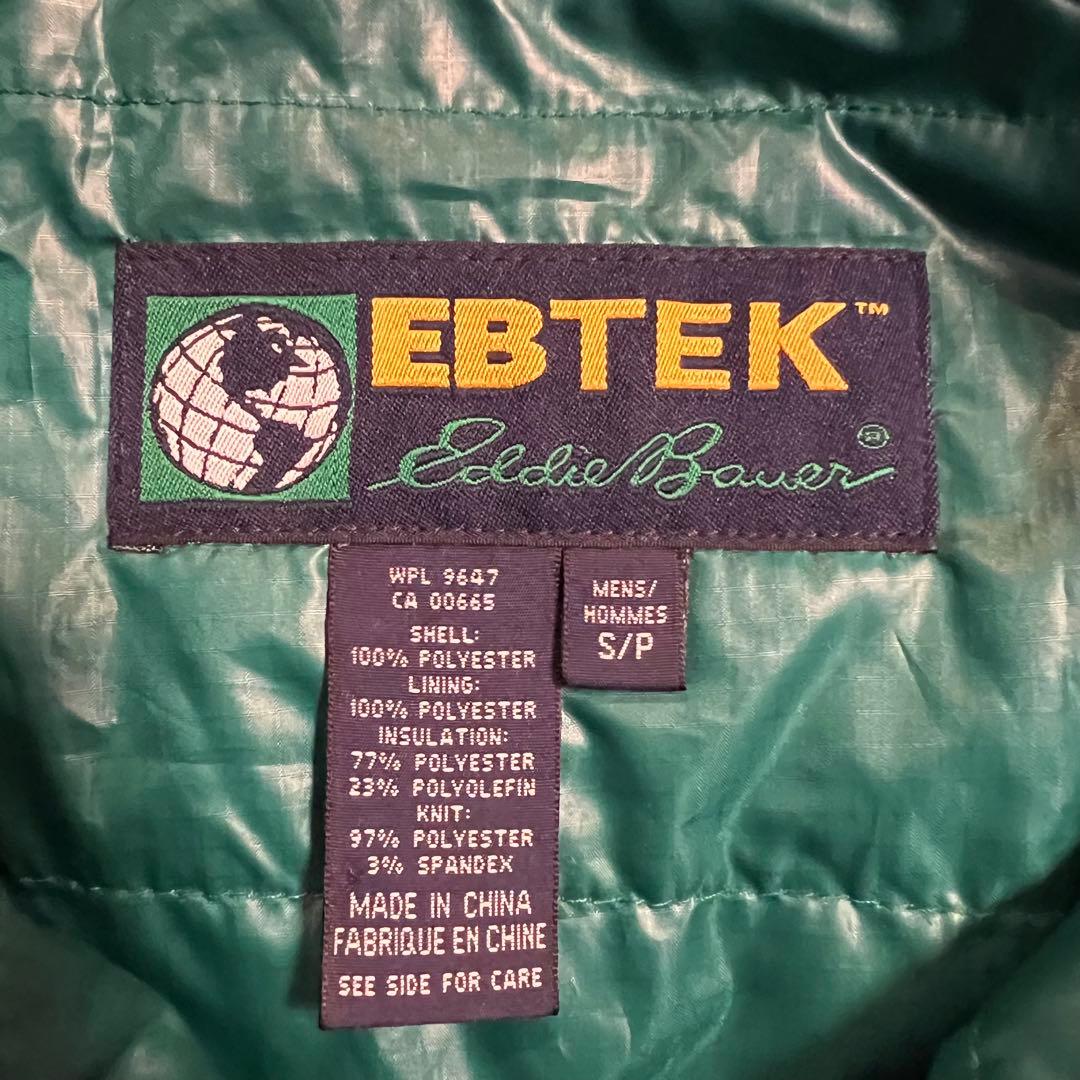 EBTEK™
Eddie Bauer®
WPL 9647
CA 00665
SHELL:
100% POLYESTER
LINING:
100% POLYESTER
INSULATION:
77% POLYESTER
23% POLYOLEFIN
KNIT:
97% POLYESTER
3% SPANDEX
MADE IN CHINA
FABRIQUE EN CHINE
SEE SIDE FOR CARE
MENS/
HOMMES
S/P